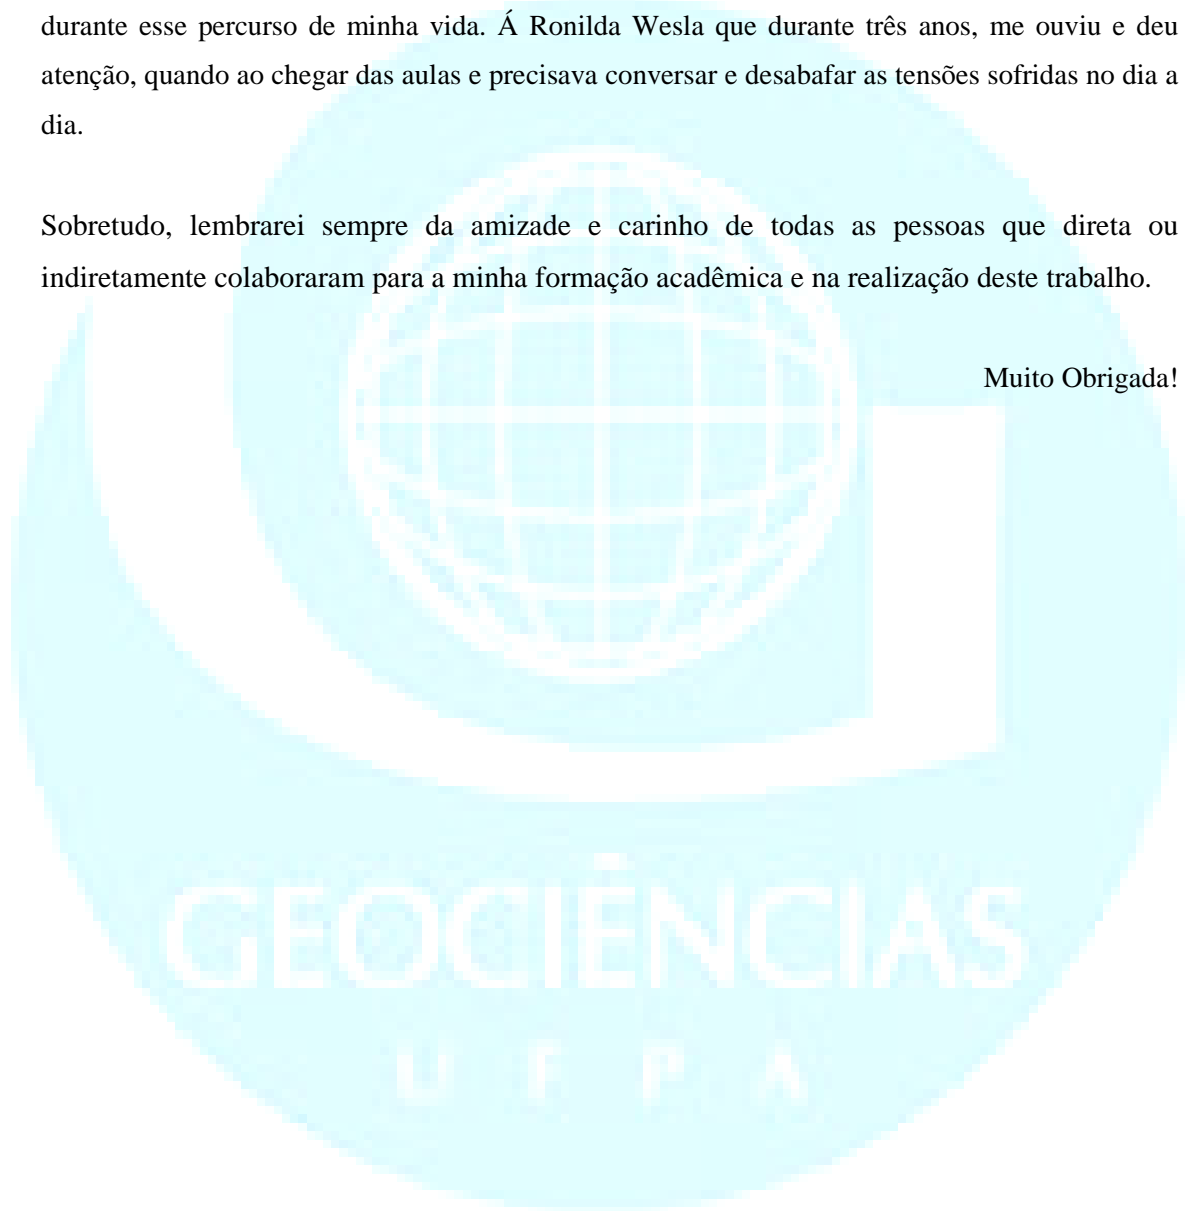 durante esse percurso de minha vida. Á Ronilda Wesla que durante três anos, me ouviu e deu
atenção, quando ao chegar das aulas e precisava conversar e desabafar as tensões sofridas no dia a
dia.
Sobretudo, lembrarei sempre da amizade e carinho de todas as pessoas que direta ou
indiretamente colaboraram para a minha formação acadêmica e na realização deste trabalho.
Muito Obrigada!
GEOCIÊNCIAS
U F P A